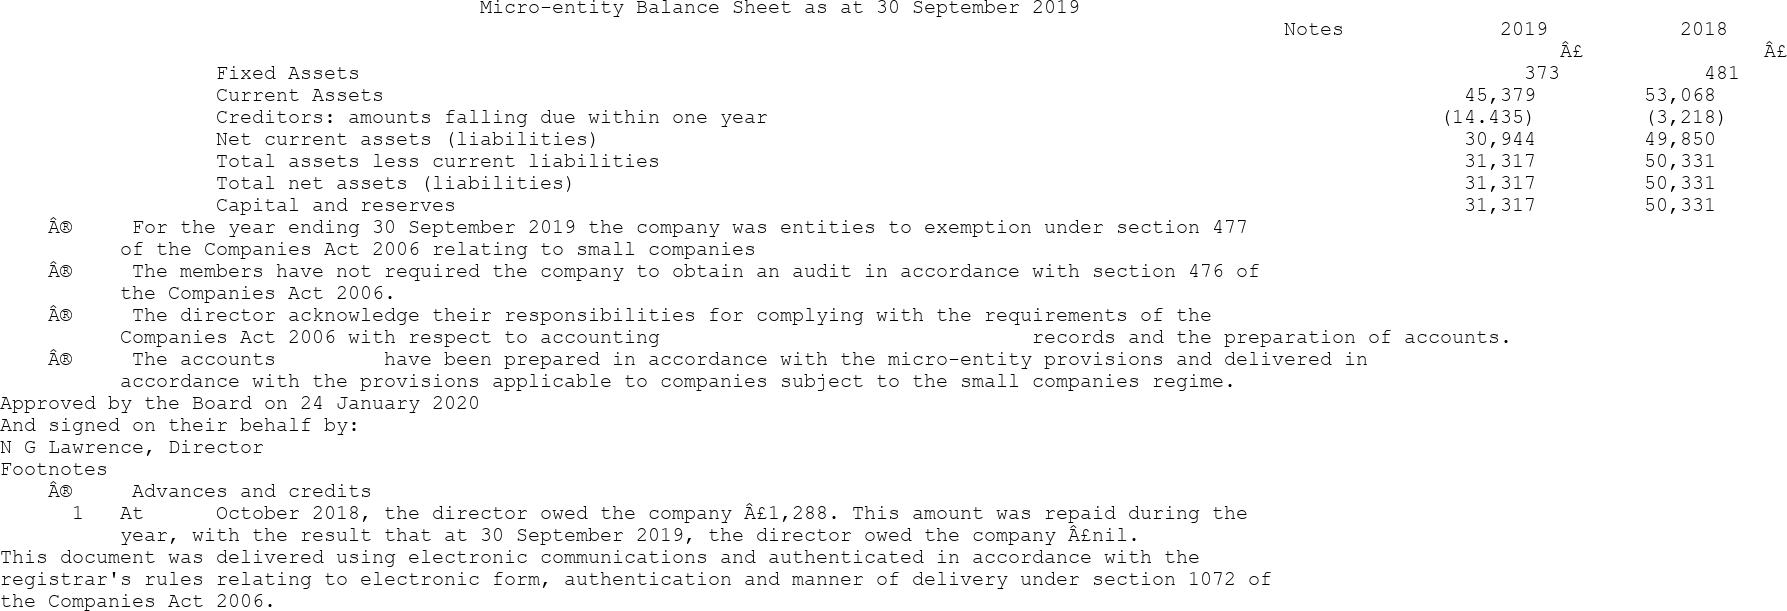 Micro-entity Balance Sheet as at 30 September 2019
Notes 2019 2018
Â£ Â£
Fixed Assets 373 481
Current Assets 45,379 53,068
Creditors: amounts falling due within one year (14.435) (3,218)
Net current assets (liabilities) 30,944 49,850
Total assets less current liabilities 31,317 50,331
Total net assets (liabilities) 31,317 50,331
Capital and reserves 31,317 50,331
Â® For the year ending 30 September 2019 the company was entities to exemption under section 477
of the Companies Act 2006 relating to small companies
Â® The members have not required the company to obtain an audit in accordance with section 476 of
the Companies Act 2006.
Â® The director acknowledge their responsibilities for complying with the requirements of the
Companies Act 2006 with respect to accounting records and the preparation of accounts.
Â® The accounts have been prepared in accordance with the micro-entity provisions and delivered in
accordance with the provisions applicable to companies subject to the small companies regime.
Approved by the Board on 24 January 2020
And signed on their behalf by:
N G Lawrence, Director
Footnotes
Â® Advances and credits
1 At October 2018, the director owed the company Â£1,288. This amount was repaid during the
year, with the result that at 30 September 2019, the director owed the company Â£nil.
This document was delivered using electronic communications and authenticated in accordance with the
registrar's rules relating to electronic form, authentication and manner of delivery under section 1072 of
the Companies Act 2006.